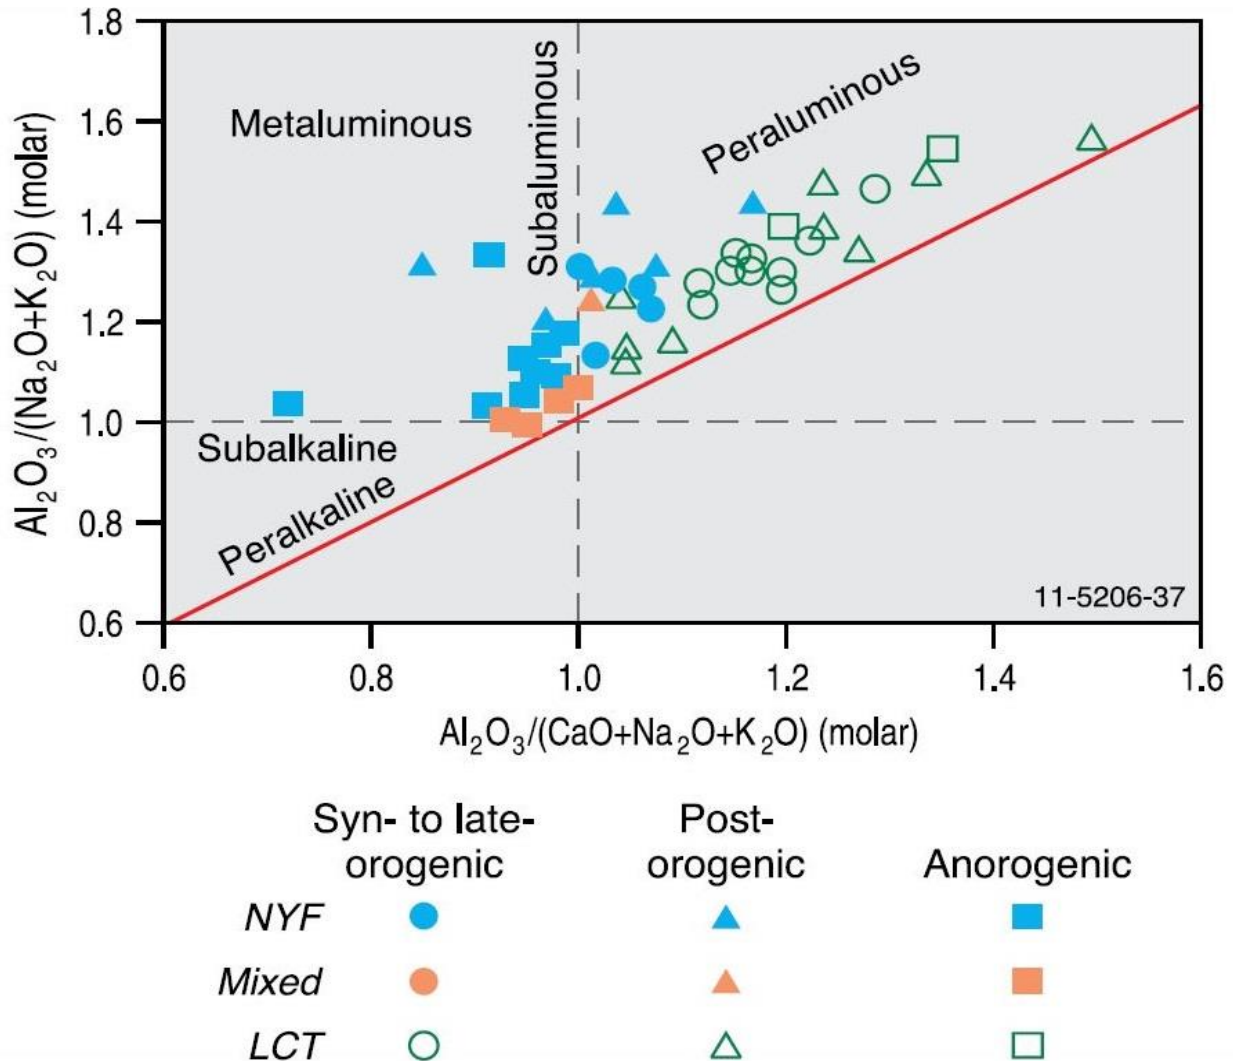 Al₂O₃/(Na₂O+K₂O) (molar)
1.8
1.6
1.4
1.2
1.0
0.8
0.6
Metaluminous
Subaluminous
Peraluminous
Subalkaline
Peralkaline
11-5206-37
0.6 0.8 1.0 1.2 1.4 1.6
Al₂O₃/(CaO+Na₂O+K₂O) (molar)
Syn- to late-
orogenic
Post-
orogenic
Anorogenic
NYF
Mixed
LCT